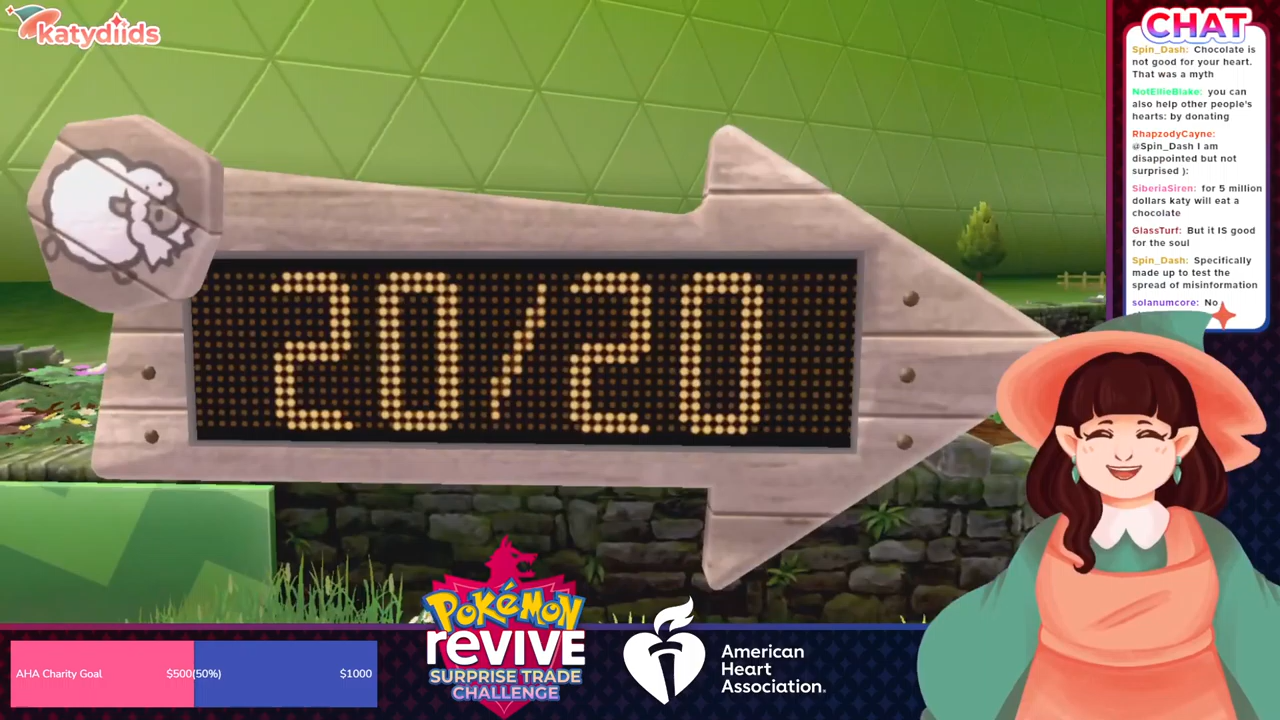 katydiids
20/20
CHAT
Spin_Dash: Chocolate is
not good for your heart.
That was a myth
NotEllieBlake: you can
also help other people's
hearts: by donating
RhapzodyCayne:
@Spin_Dash I am
disappointed but not
surprised ):
SiberiaSiren: for 5 million
dollars katy will eat a
chocolate
GlassTurf: But it IS good
for the soul
Spin_Dash: Specifically
made up to test the
spread of misinformation
solanumcore: No
AHA Charity Goal
$500(50%)
$1000
POKéMON
reVIVE
SURPRISE TRADE
CHALLENGE
American
Heart
Association.